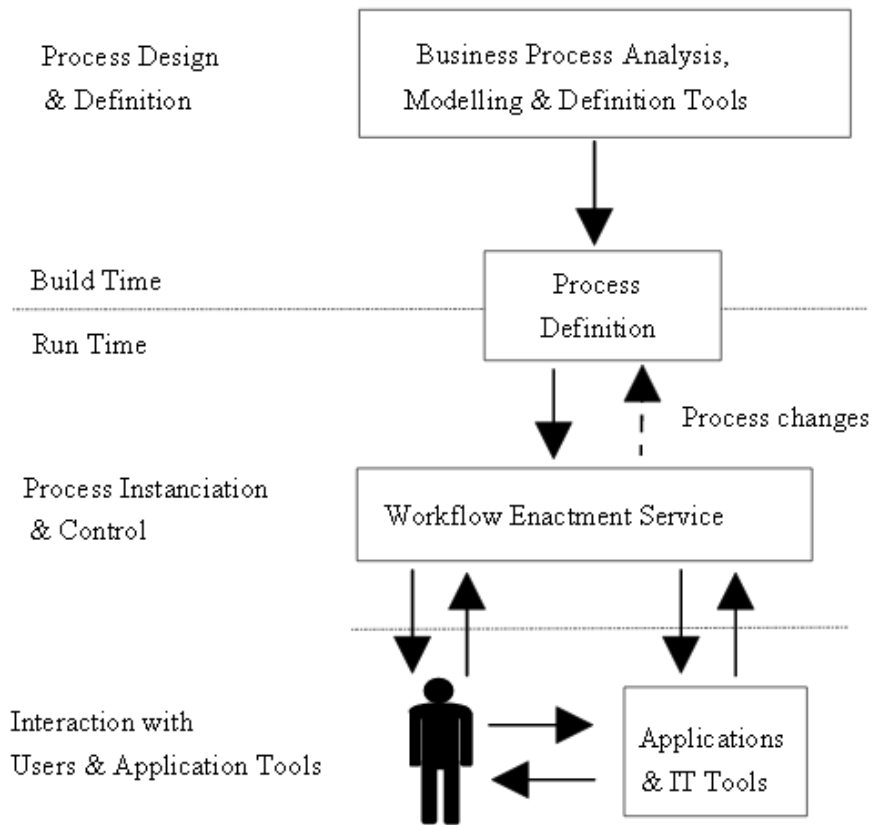 Process Design
& Definition
Business Process Analysis,
Modelling & Definition Tools
Build Time
Process
Definition
Run Time
Process changes
Process Instanciation
& Control
Workflow Enactment Service
Interaction with
Users & Application Tools
Applications
& IT Tools